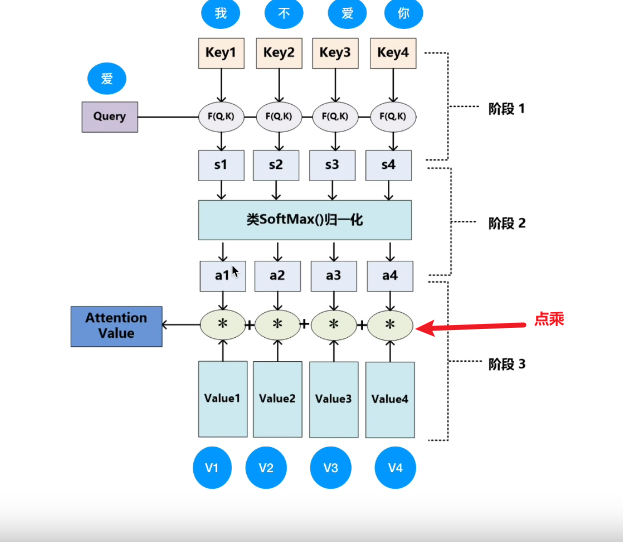 我 不 爱 你
Key1 Key2 Key3 Key4
爱
阶段 1
Query F(Q,K) F(Q,K) F(Q,K) F(Q,K)
s1 s2 s3 s4
类SoftMax()归一化
阶段 2
a1 a2 a3 a4
Attention
Value
* + * + * + *
点乘
阶段 3
Value1 Value2 Value3 Value4
V1 V2 V3 V4